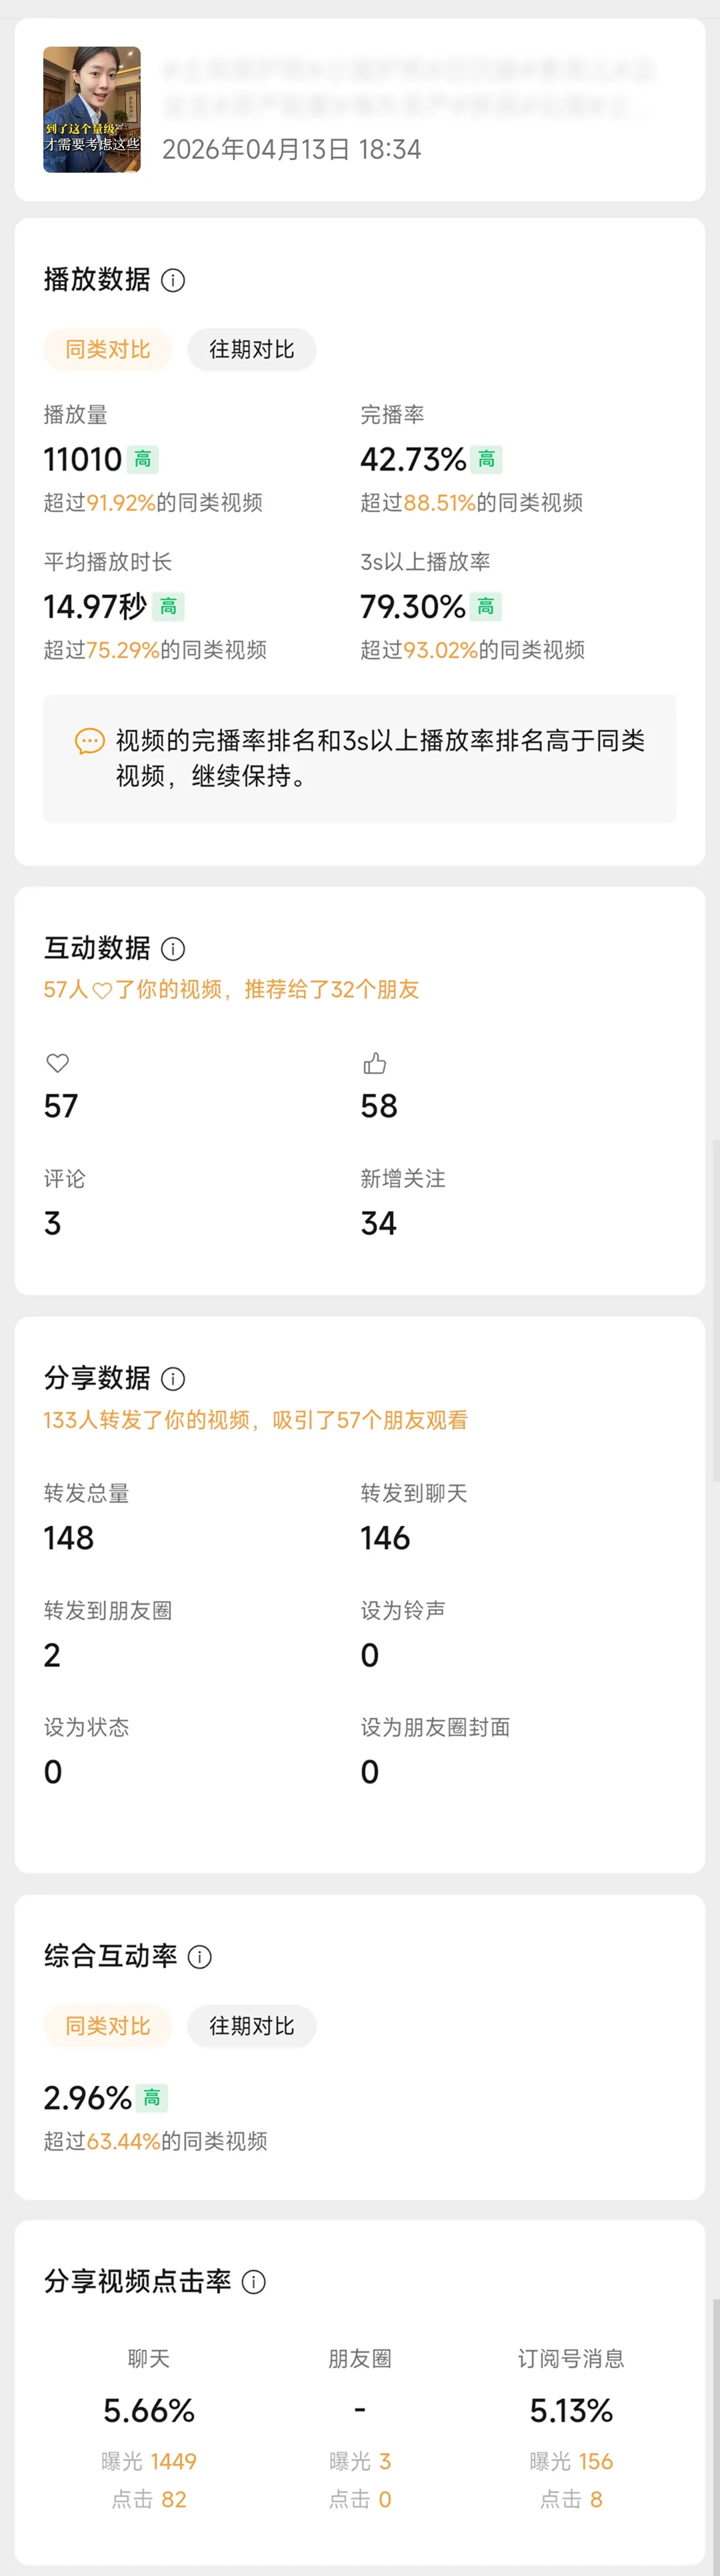 到了这个量级
才需要考虑这些
2026年04月13日 18:34
播放数据
同类对比 往期对比
播放量 完播率
11010 高 42.73% 高
超过91.92%的同类视频 超过88.51%的同类视频
平均播放时长 3s以上播放率
14.97秒 高 79.30% 高
超过75.29%的同类视频 超过93.02%的同类视频
视频的完播率排名和3s以上播放率排名高于同类
视频，继续保持。
互动数据
57人♡了你的视频，推荐给了32个朋友
57 58
评论 新增关注
3 34
分享数据
133人转发了你的视频，吸引了57个朋友观看
转发总量 转发到聊天
148 146
转发到朋友圈 设为铃声
2 0
设为状态 设为朋友圈封面
0 0
综合互动率
同类对比 往期对比
2.96% 高
超过63.44%的同类视频
分享视频点击率
聊天 朋友圈 订阅号消息
5.66% - 5.13%
曝光 1449 曝光 3 曝光 156
点击 82 点击 0 点击 8